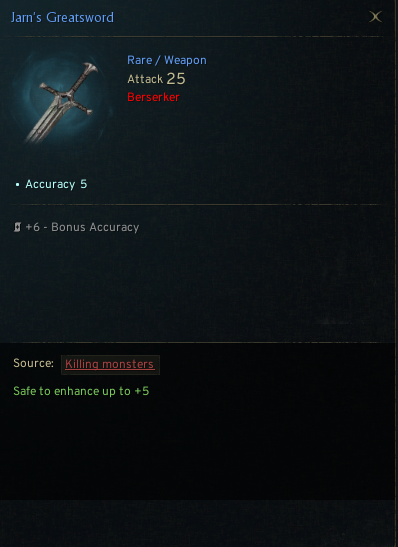 Jarn's Greatsword
Rare / Weapon
Attack 25
Berserker
• Accuracy 5
+6 - Bonus Accuracy
Source: Killing monsters
Safe to enhance up to +5